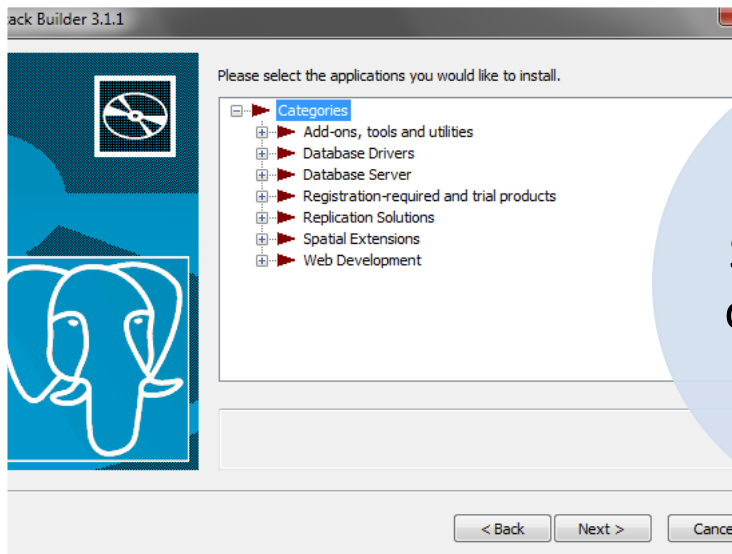 ack Builder 3.1.1
Please select the applications you would like to install.
Categories
Add-ons, tools and utilities
Database Drivers
Database Server
Registration-required and trial products
Replication Solutions
Spatial Extensions
Web Development
< Back
Next >
Cance